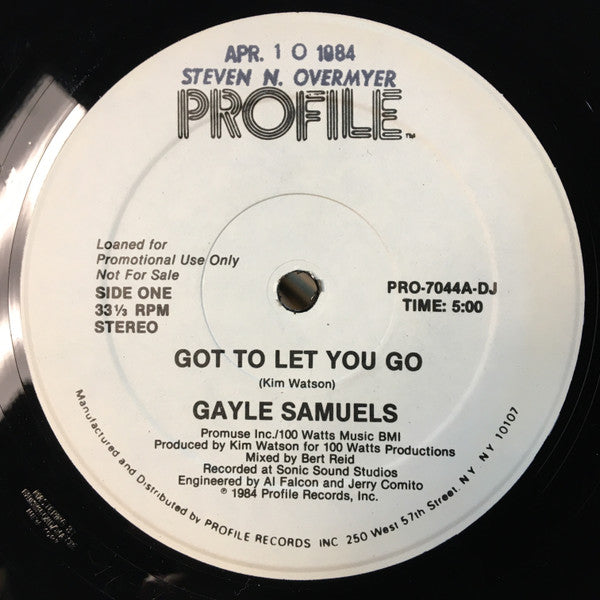 APR. 10 1984
STEVEN N. OVERMYER
PROFILE TM
Loaned for
Promotional Use Only
Not For Sale
SIDE ONE
33⅓ RPM
STEREO
PRO-7044A-DJ
TIME: 5:00
GOT TO LET YOU GO
(Kim Watson)
GAYLE SAMUELS
Promuse Inc./100 Watts Music BMI
Produced by Kim Watson for 100 Watts Productions
Mixed by Bert Reid
Recorded at Sonic Sound Studios
Engineered by Al Falcon and Jerry Comito
℗ 1984 Profile Records, Inc.
Manufactured and Distributed by PROFILE RECORDS INC 250 West 57th Street. NY. NY 10107